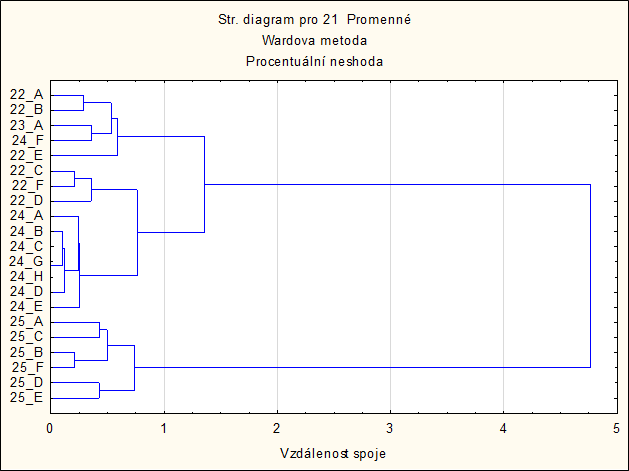 Str. diagram pro 21  Promenné
Wardova metoda
Procentuální neshoda
22_A
22_B
23_A
24_F
22_E
22_C
22_F
22_D
24_A
24_B
24_C
24_G
24_H
24_D
24_E
25_A
25_C
25_B
25_F
25_D
25_E
0 1 2 3 4 5
Vzdálenost spoje